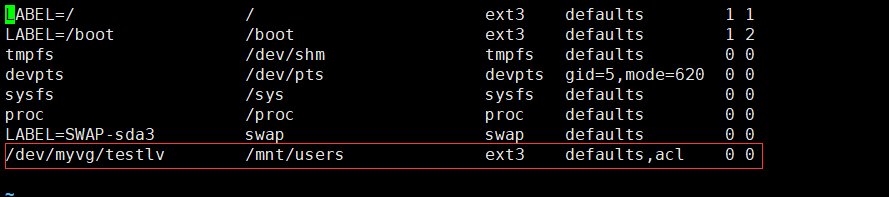 LABEL=/ / ext3 defaults 1 1
LABEL=/boot /boot ext3 defaults 1 2
tmpfs /dev/shm tmpfs defaults 0 0
devpts /dev/pts devpts gid=5,mode=620 0 0
sysfs /sys sysfs defaults 0 0
proc /proc proc defaults 0 0
LABEL=SWAP-sda3 swap swap defaults 0 0
/dev/myvg/testlv /mnt/users ext3 defaults,acl 0 0
~